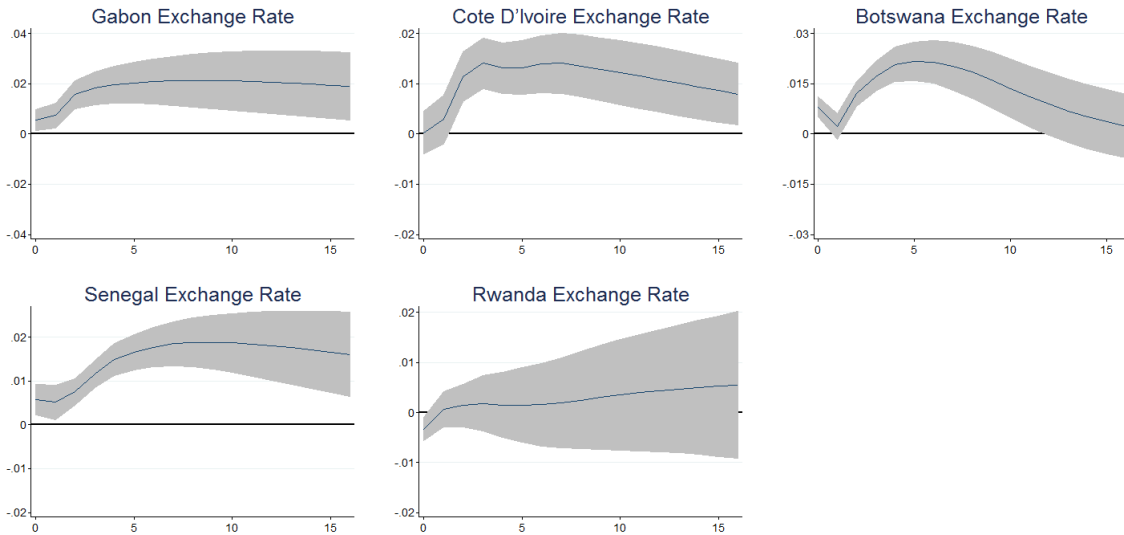 Gabon Exchange Rate
.04
.02
0
-.02
-.04
0 5 10 15
Cote D’Ivoire Exchange Rate
.02
.01
0
-.01
-.02
0 5 10 15
Botswana Exchange Rate
.03
.015
0
-.015
-.03
0 5 10 15
Senegal Exchange Rate
.02
.01
0
-.01
-.02
0 5 10 15
Rwanda Exchange Rate
.02
.01
0
-.01
-.02
0 5 10 15